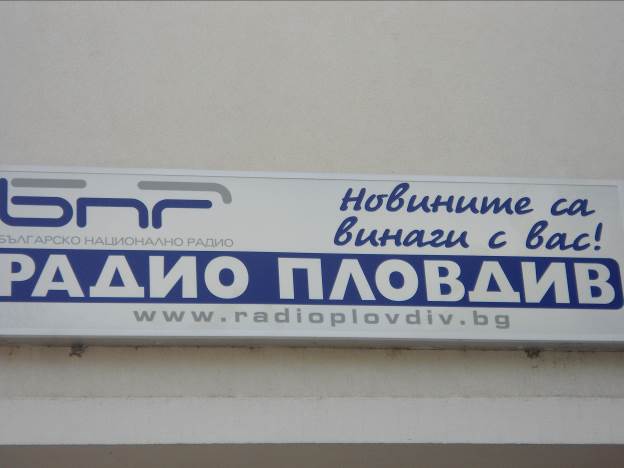 бнр
БЪЛГАРСКО НАЦИОНАЛНО РАДИО
Новините са
винаги с вас!
РАДИО ПЛОВДИВ
www.radioplovdiv.bg